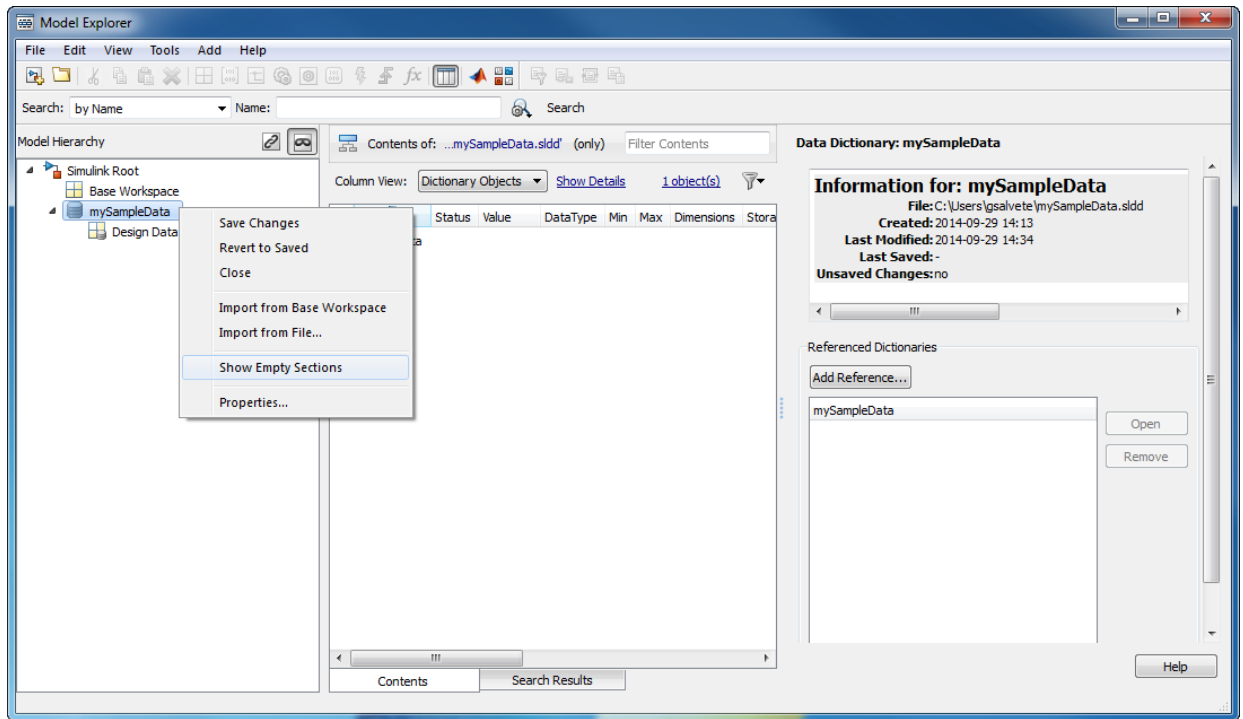 Model Explorer
File Edit View Tools Add Help
fx
Search: by Name Name: Search
Model Hierarchy
Simulink Root
Base Workspace
mySampleData
Design Data
Save Changes
Revert to Saved
Close
Import from Base Workspace
Import from File...
Show Empty Sections
Properties...
Contents of: ...mySampleData.sldd' (only) Filter Contents
Column View: Dictionary Objects Show Details 1 object(s)
Status Value DataType Min Max Dimensions Stora
Contents Search Results
Data Dictionary: mySampleData
Information for: mySampleData
File: C:\Users\gsalvete\mySampleData.sldd
Created: 2014-09-29 14:13
Last Modified: 2014-09-29 14:34
Last Saved: -
Unsaved Changes: no
Referenced Dictionaries
Add Reference...
mySampleData
Open
Remove
Help